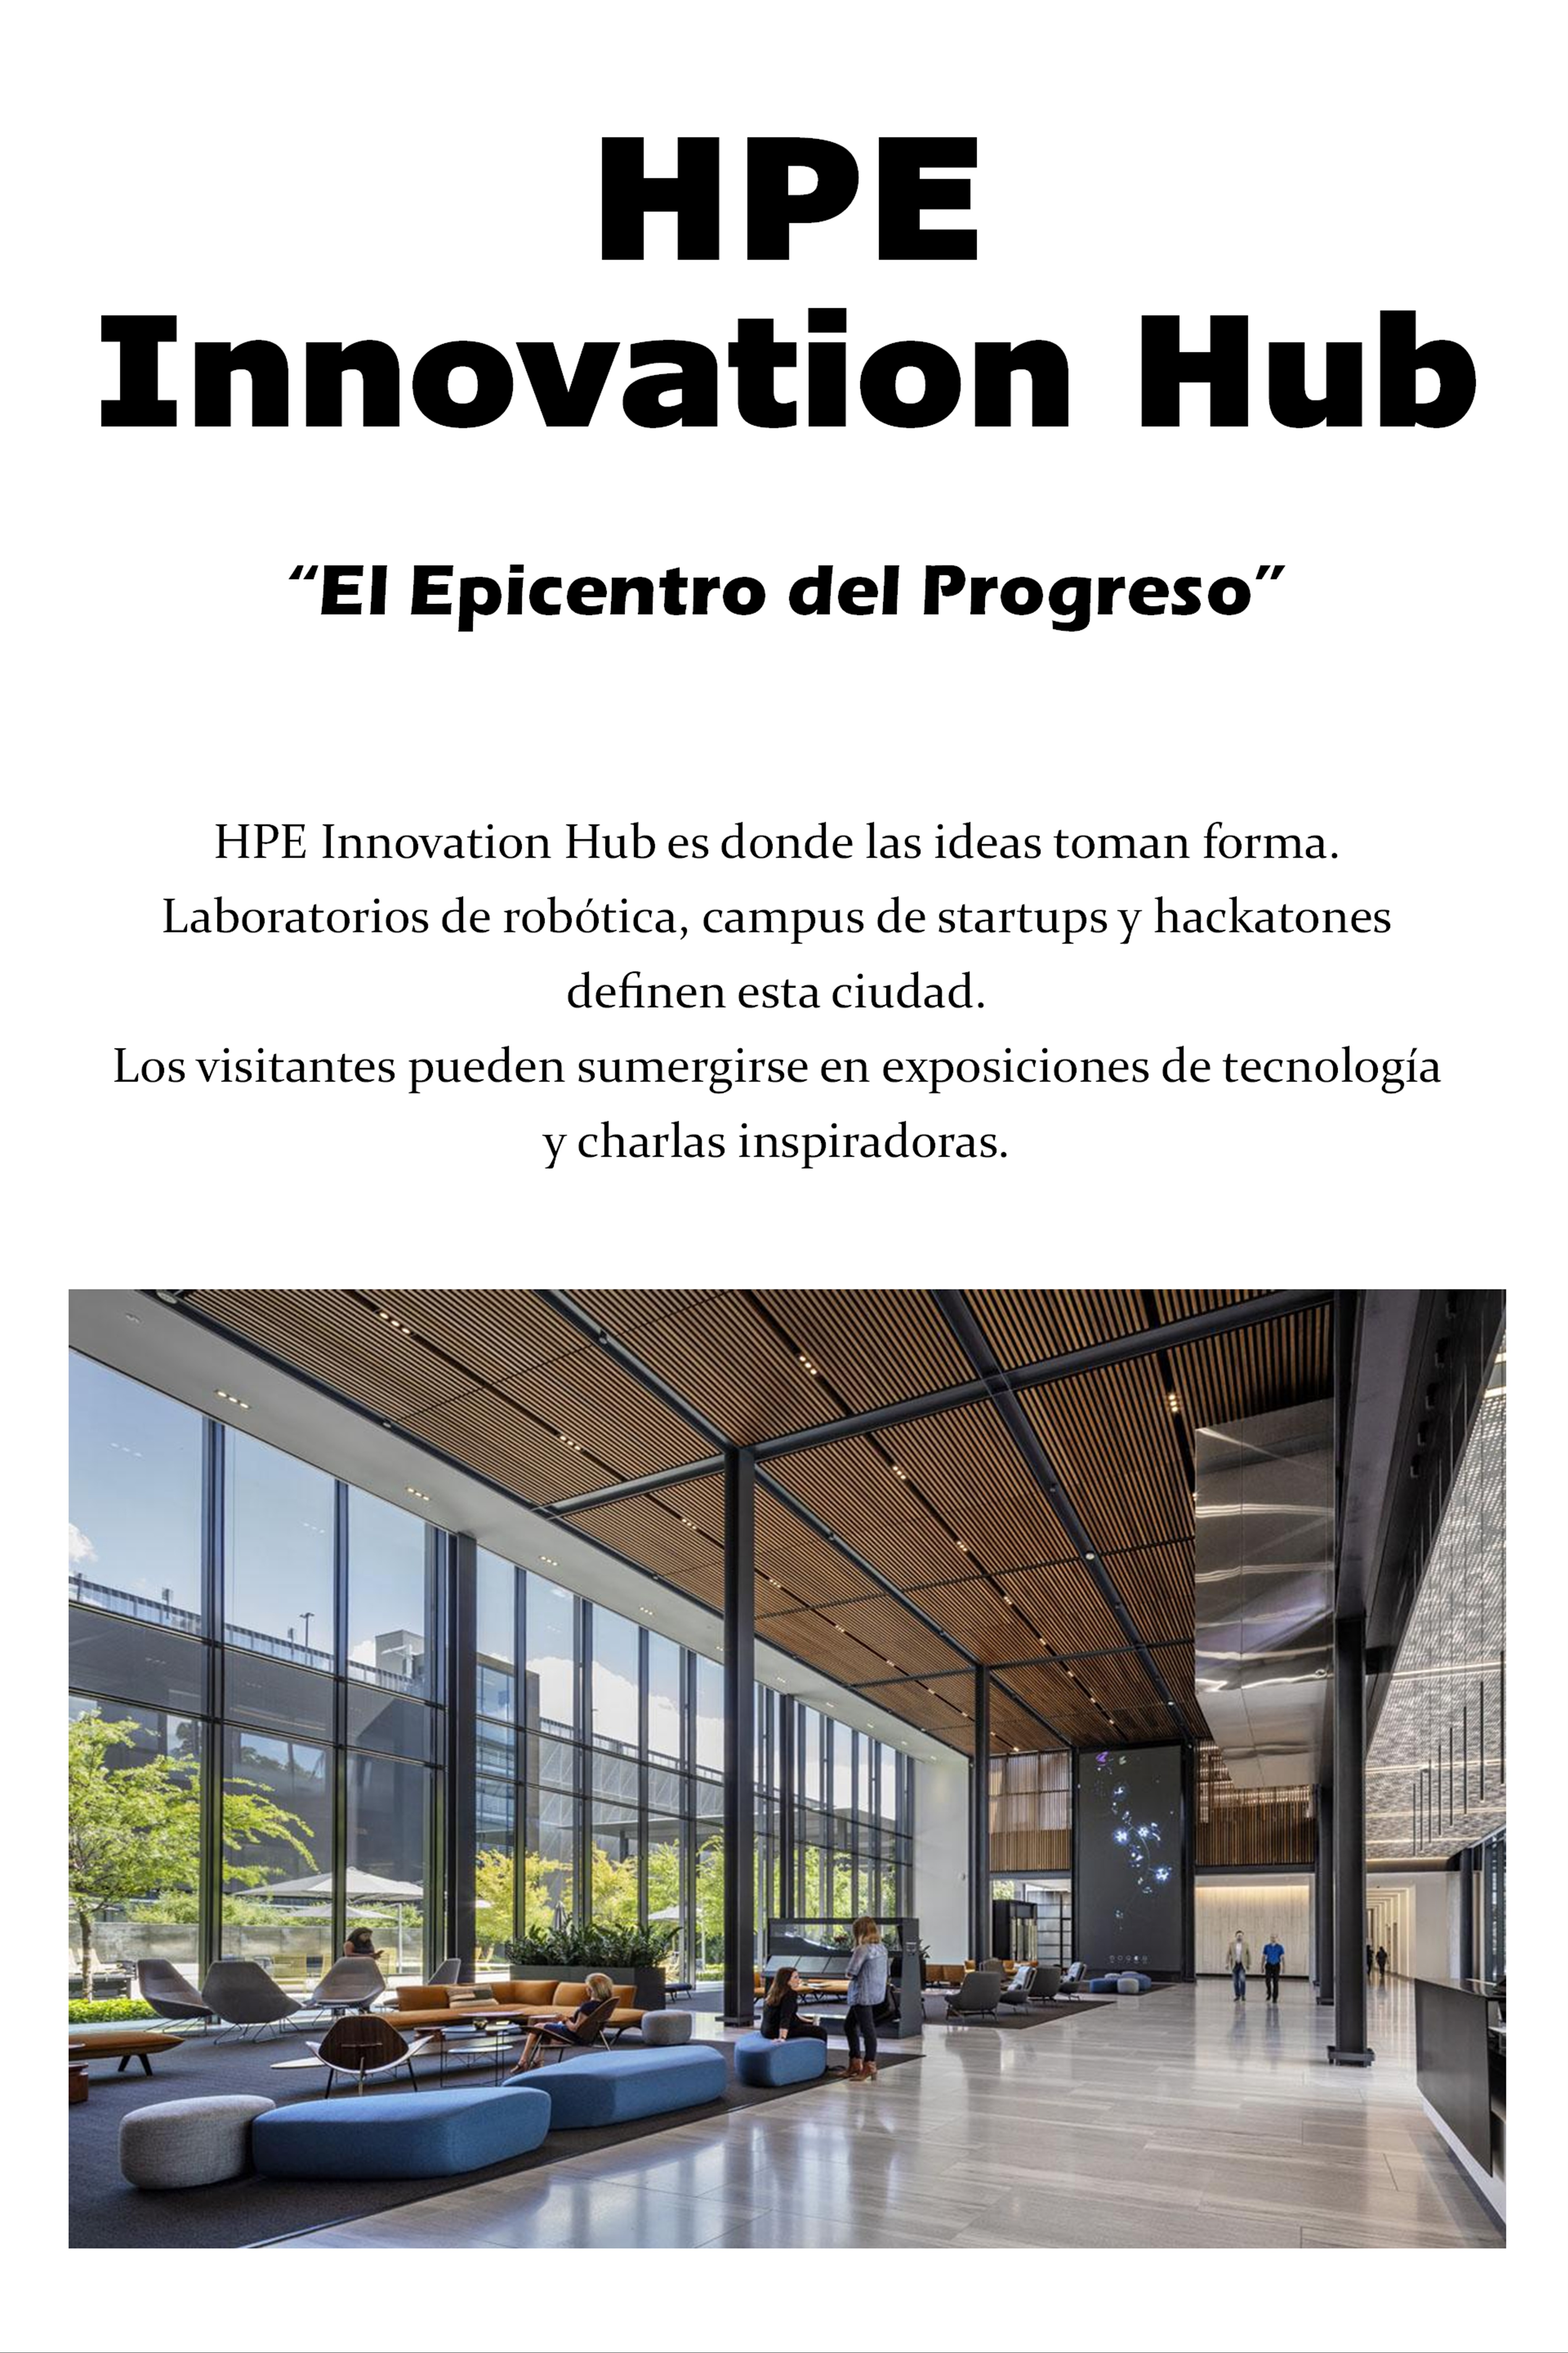 HPE
Innovation Hub
“El Epicentro del Progreso”
HPE Innovation Hub es donde las ideas toman forma.
Laboratorios de robótica, campus de startups y hackatones
definen esta ciudad.
Los visitantes pueden sumergirse en exposiciones de tecnología
y charlas inspiradoras.